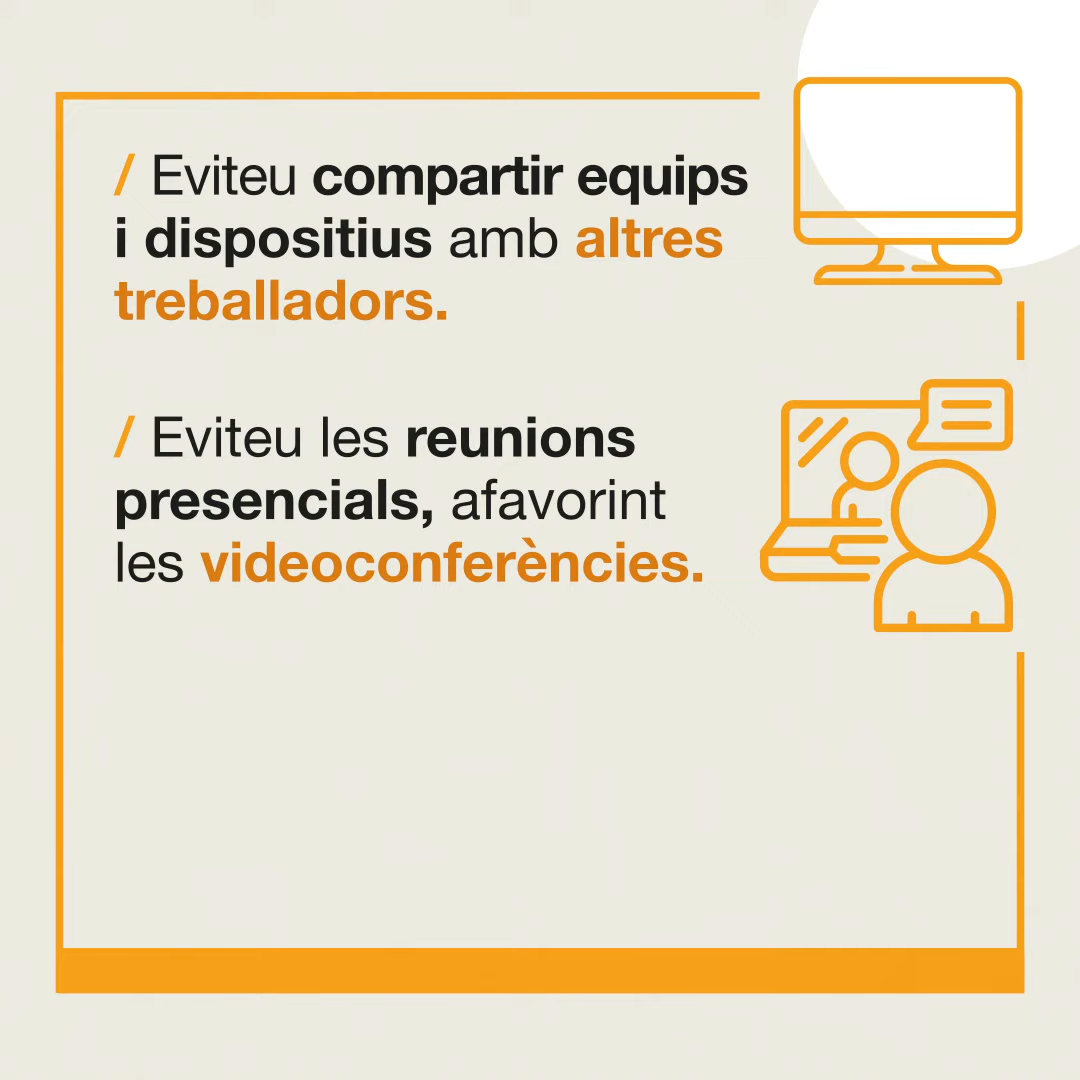 / Eviteu compartir equips
i dispositius amb altres
treballadors.
/ Eviteu les reunions
presencials, afavorint
les videoconferències.